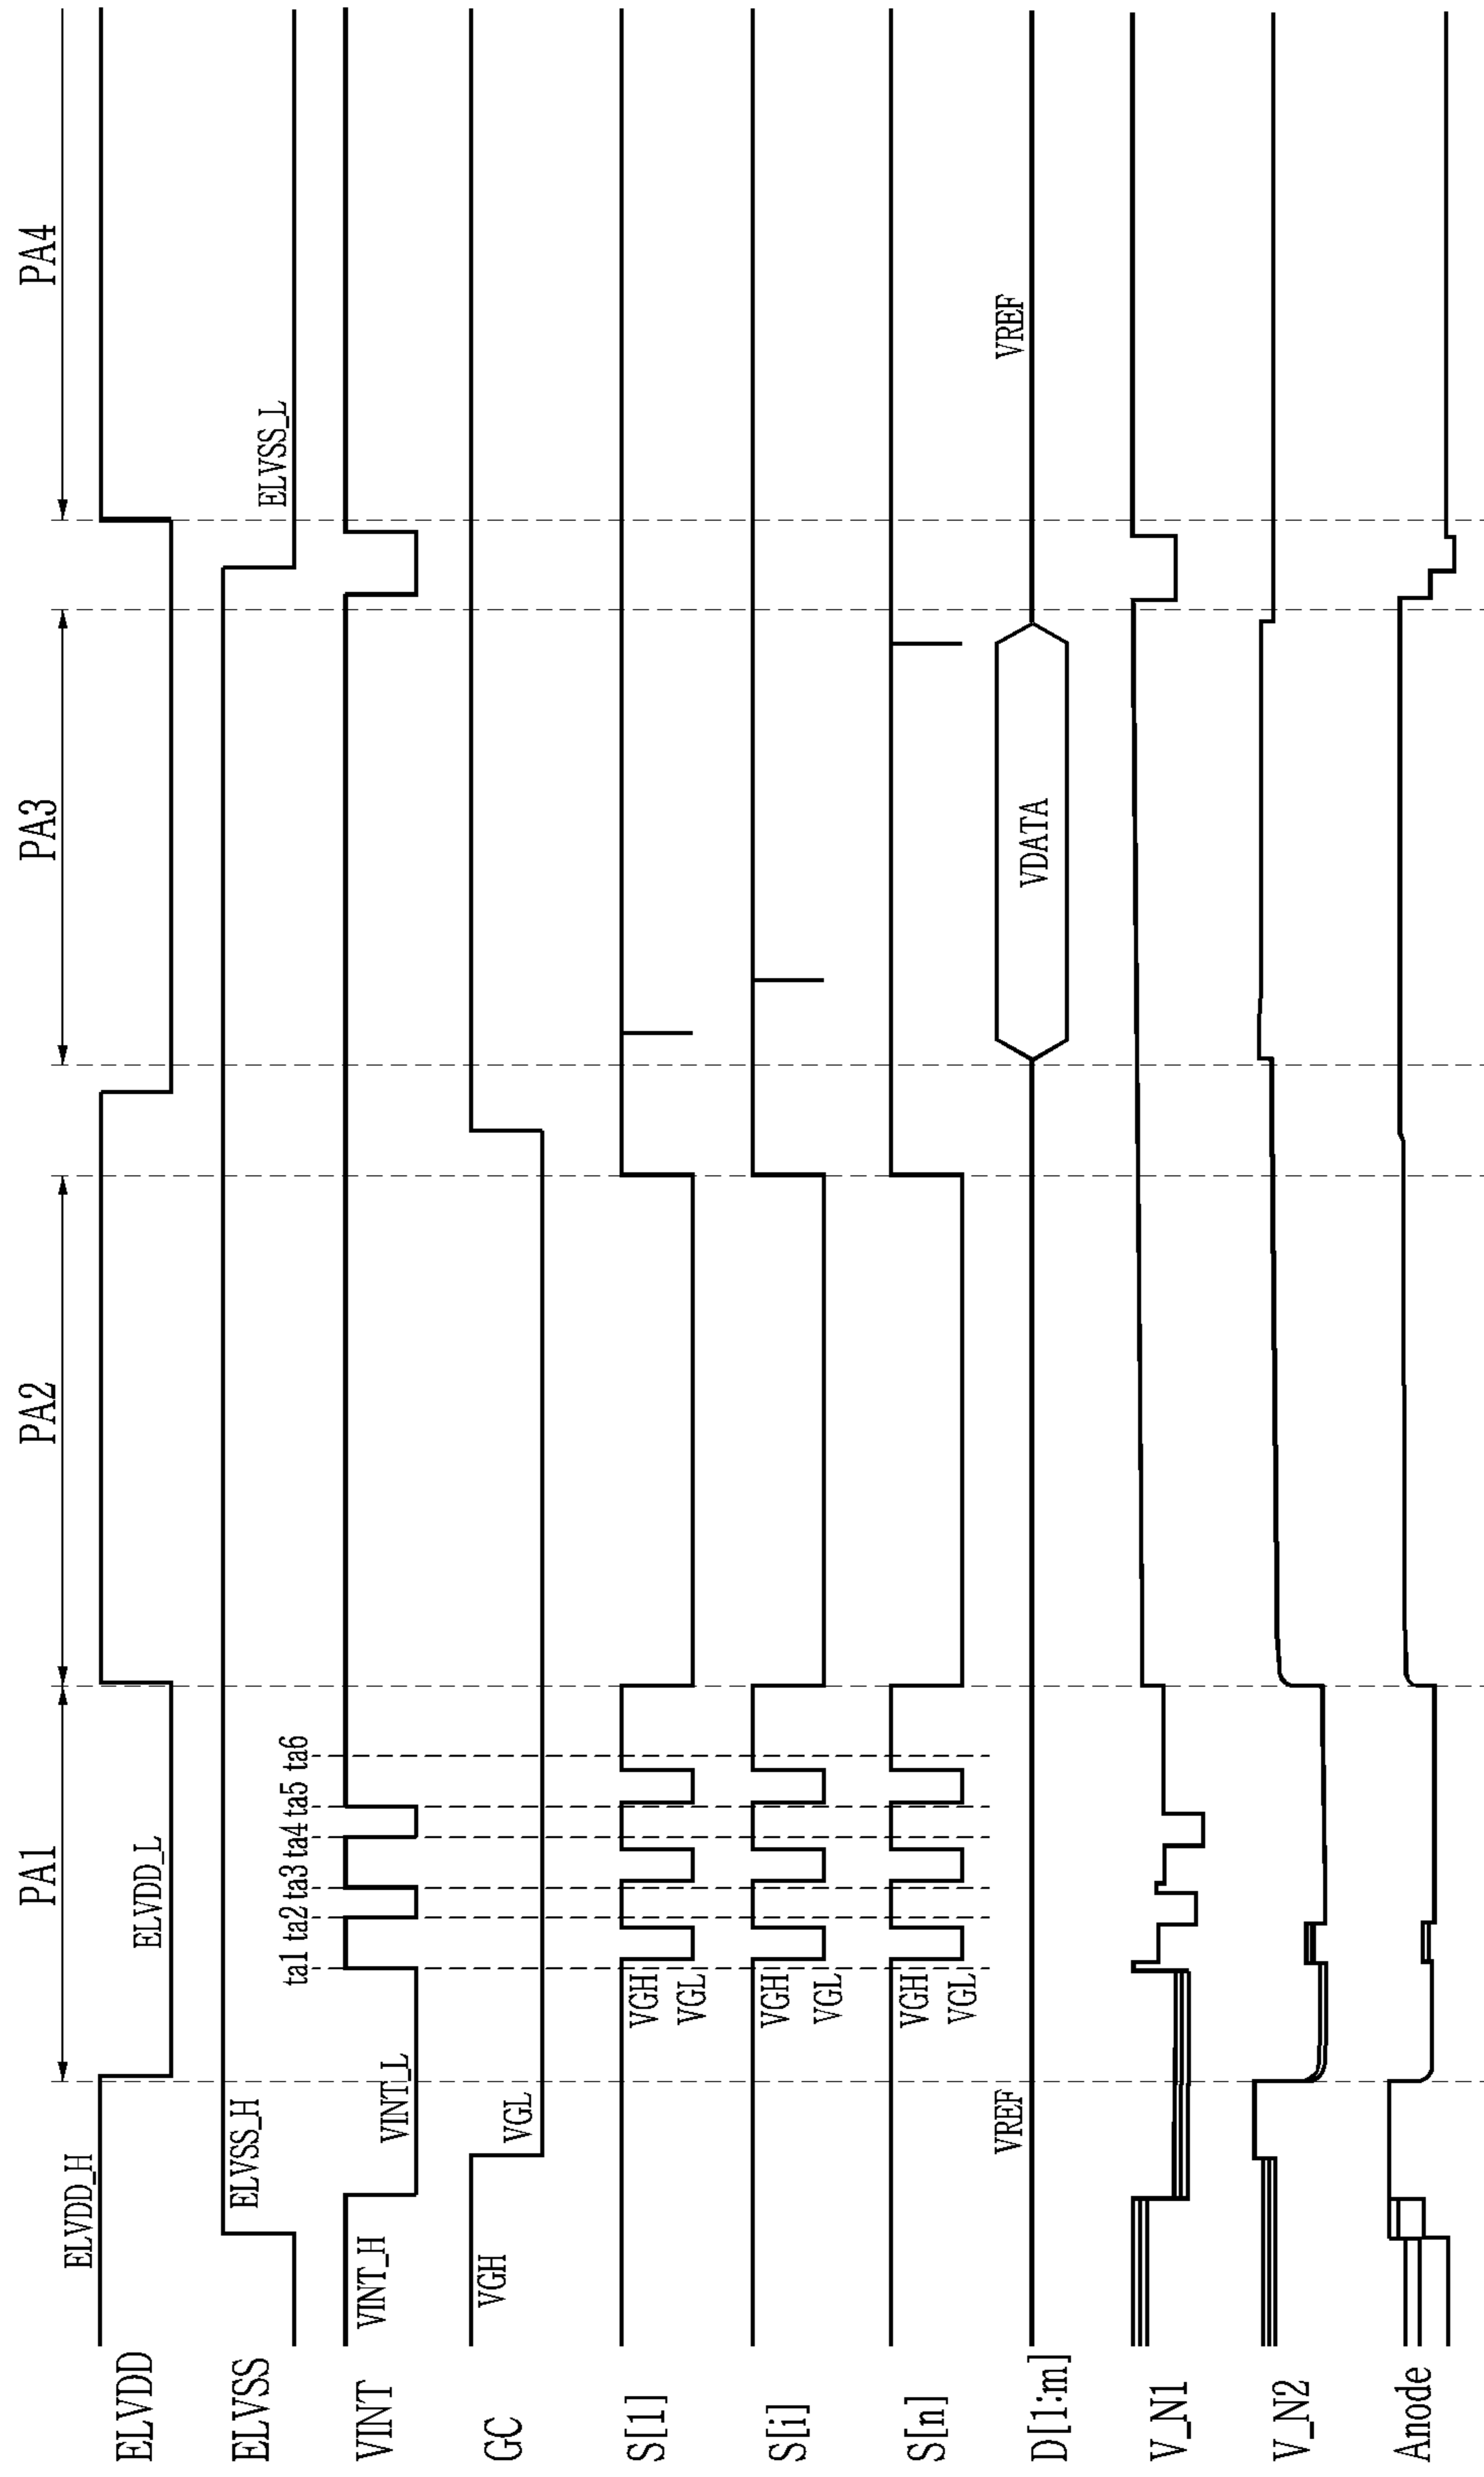 PA1 PA2 PA3 PA4
ELVDD ELVDD_H ELVDD_L
ELVSS ELVSS_H ELVSS_L
ta1 ta2 ta3 ta4 ta5 ta6
VINT VINT_H VINT_L
GC VGH VGL
S[1] VGH VGL
S[i] VGH VGL
S[n] VGH VGL
D[1:m] VREF VDATA VREF
V_N1
V_N2
Anode